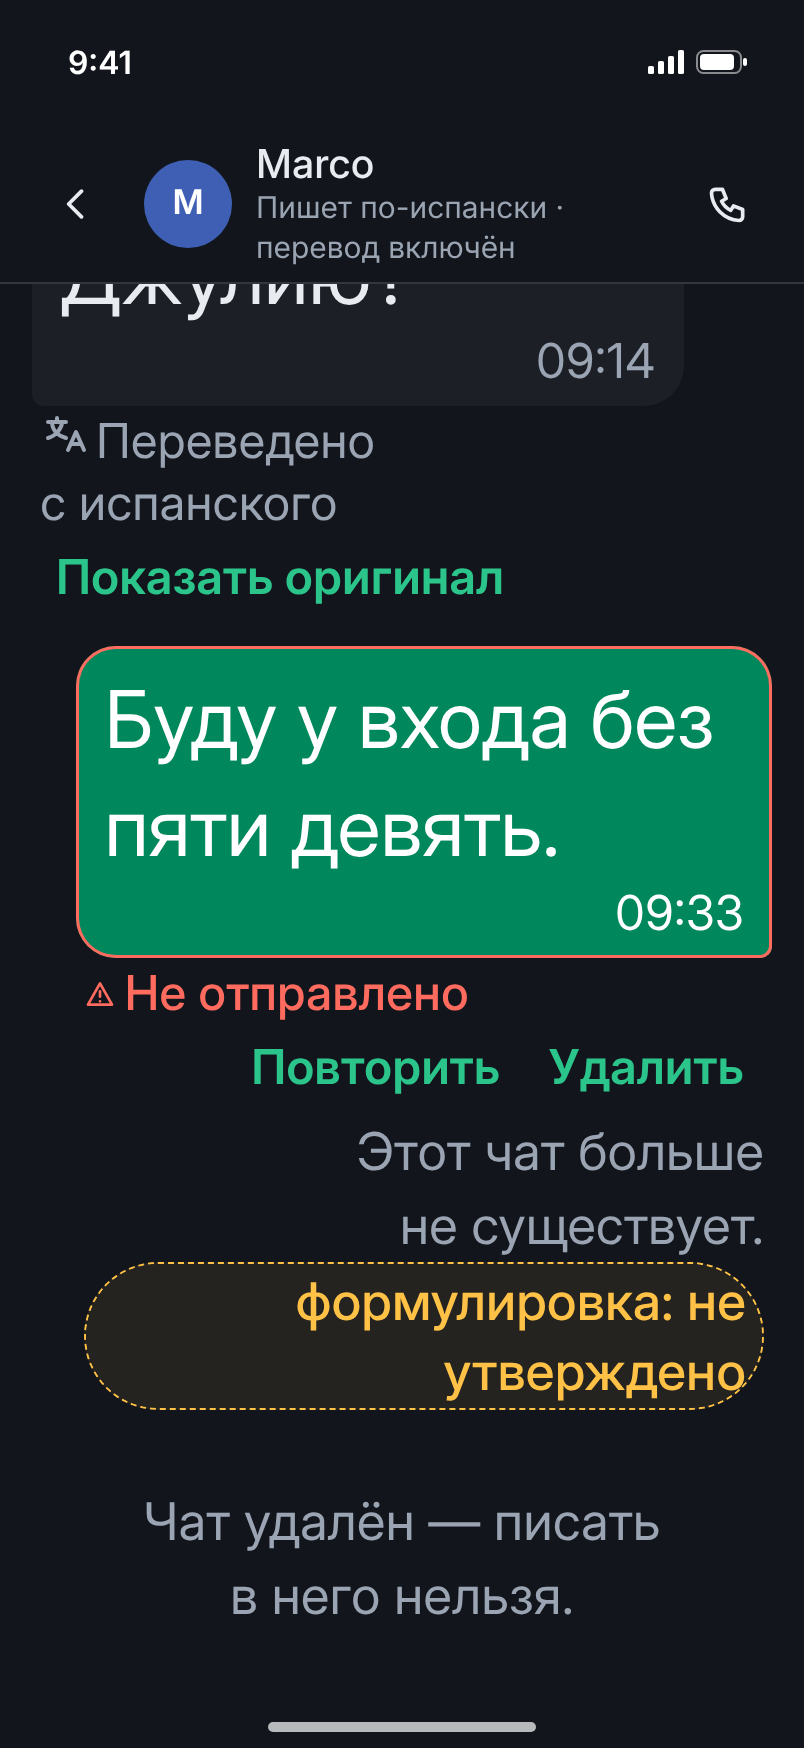 9:41
M
Marco
Пишет по-испански ·
перевод включён
Джулию?
09:14
Переведено
с испанского
Показать оригинал
Буду у входа без
пяти девять.
09:33
Не отправлено
Повторить Удалить
Этот чат больше
не существует.
формулировка: не
утверждено
Чат удалён — писать
в него нельзя.